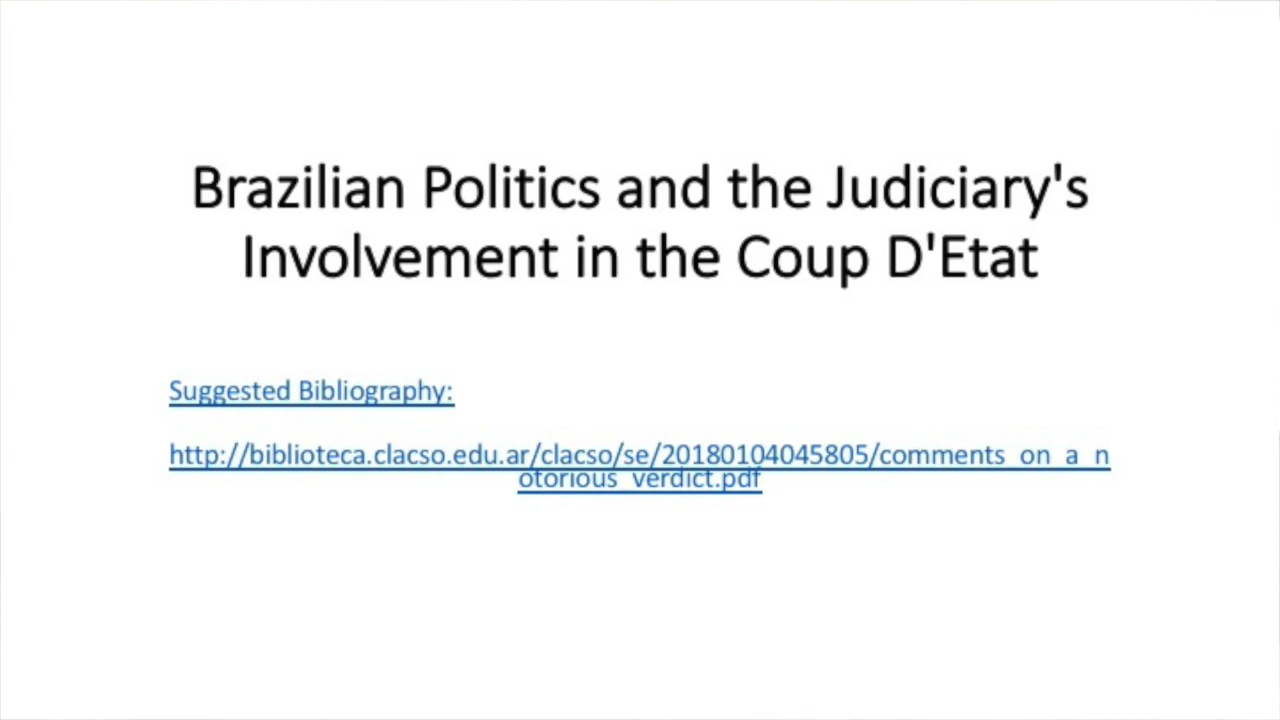 Brazilian Politics and the Judiciary's
Involvement in the Coup D'Etat
Suggested Bibliography:
http://biblioteca.clacso.edu.ar/clacso/se/20180104045805/comments_on_a_n
otorious_verdict.pdf